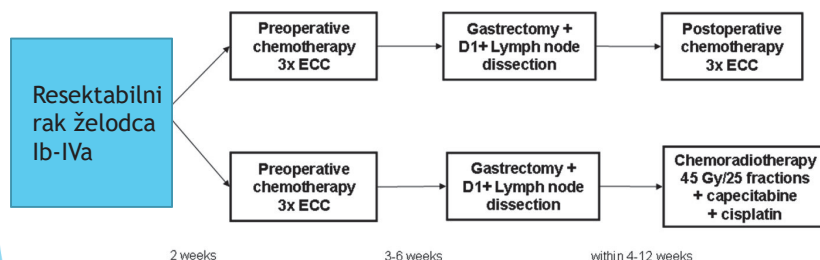 Resektabilni
rak želodca
Ib-IVa
Preoperative
chemotherapy
3x ECC
Gastrectomy +
D1+ Lymph node
dissection
Postoperative
chemotherapy
3x ECC
Preoperative
chemotherapy
3x ECC
Gastrectomy +
D1+ Lymph node
dissection
Chemoradiotherapy
45 Gy/25 fractions
+ capecitabine
+ cisplatin
2 weeks
3-6 weeks
within 4-12 weeks